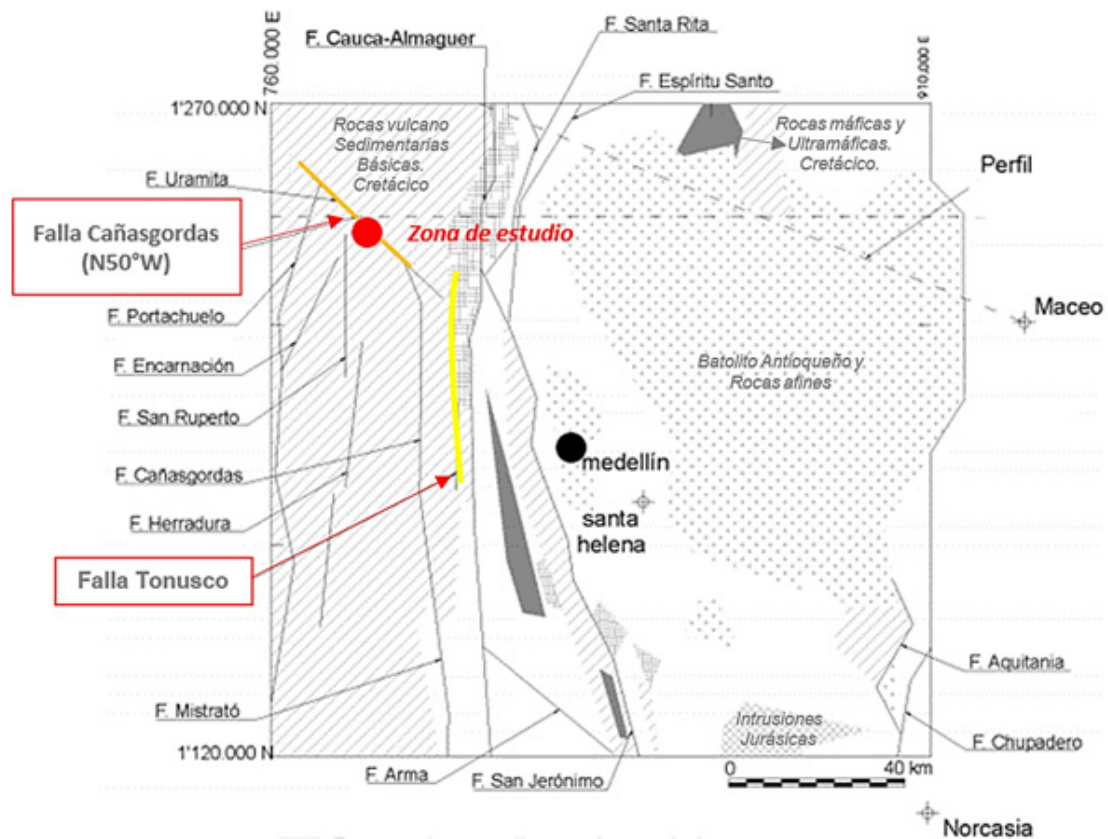 760.000 E
F. Cauca-Almaguer
F. Santa Rita
F. Espíritu Santo
1'270.000 N
Rocas vulcano
Sedimentarias
Básicas.
Cretácico
Rocas máficas y
Ultramáficas.
Cretácico.
Perfil
F. Uramita
Falla Cañasgordas
(N50°W)
Zona de estudio
F. Portachuelo
Maceo
F. Encarnación
Batolito Antioqueño y
Rocas afines
F. San Ruperto
F. Cañasgordas
medellín
F. Herradura
santa
helena
Falla Tonusco
F. Aquitania
F. Mistrató
Intrusiones
Jurásicas
F. Chupadero
1'120.000 N
F. Arma
F. San Jerónimo
0
40 km
Norcasia